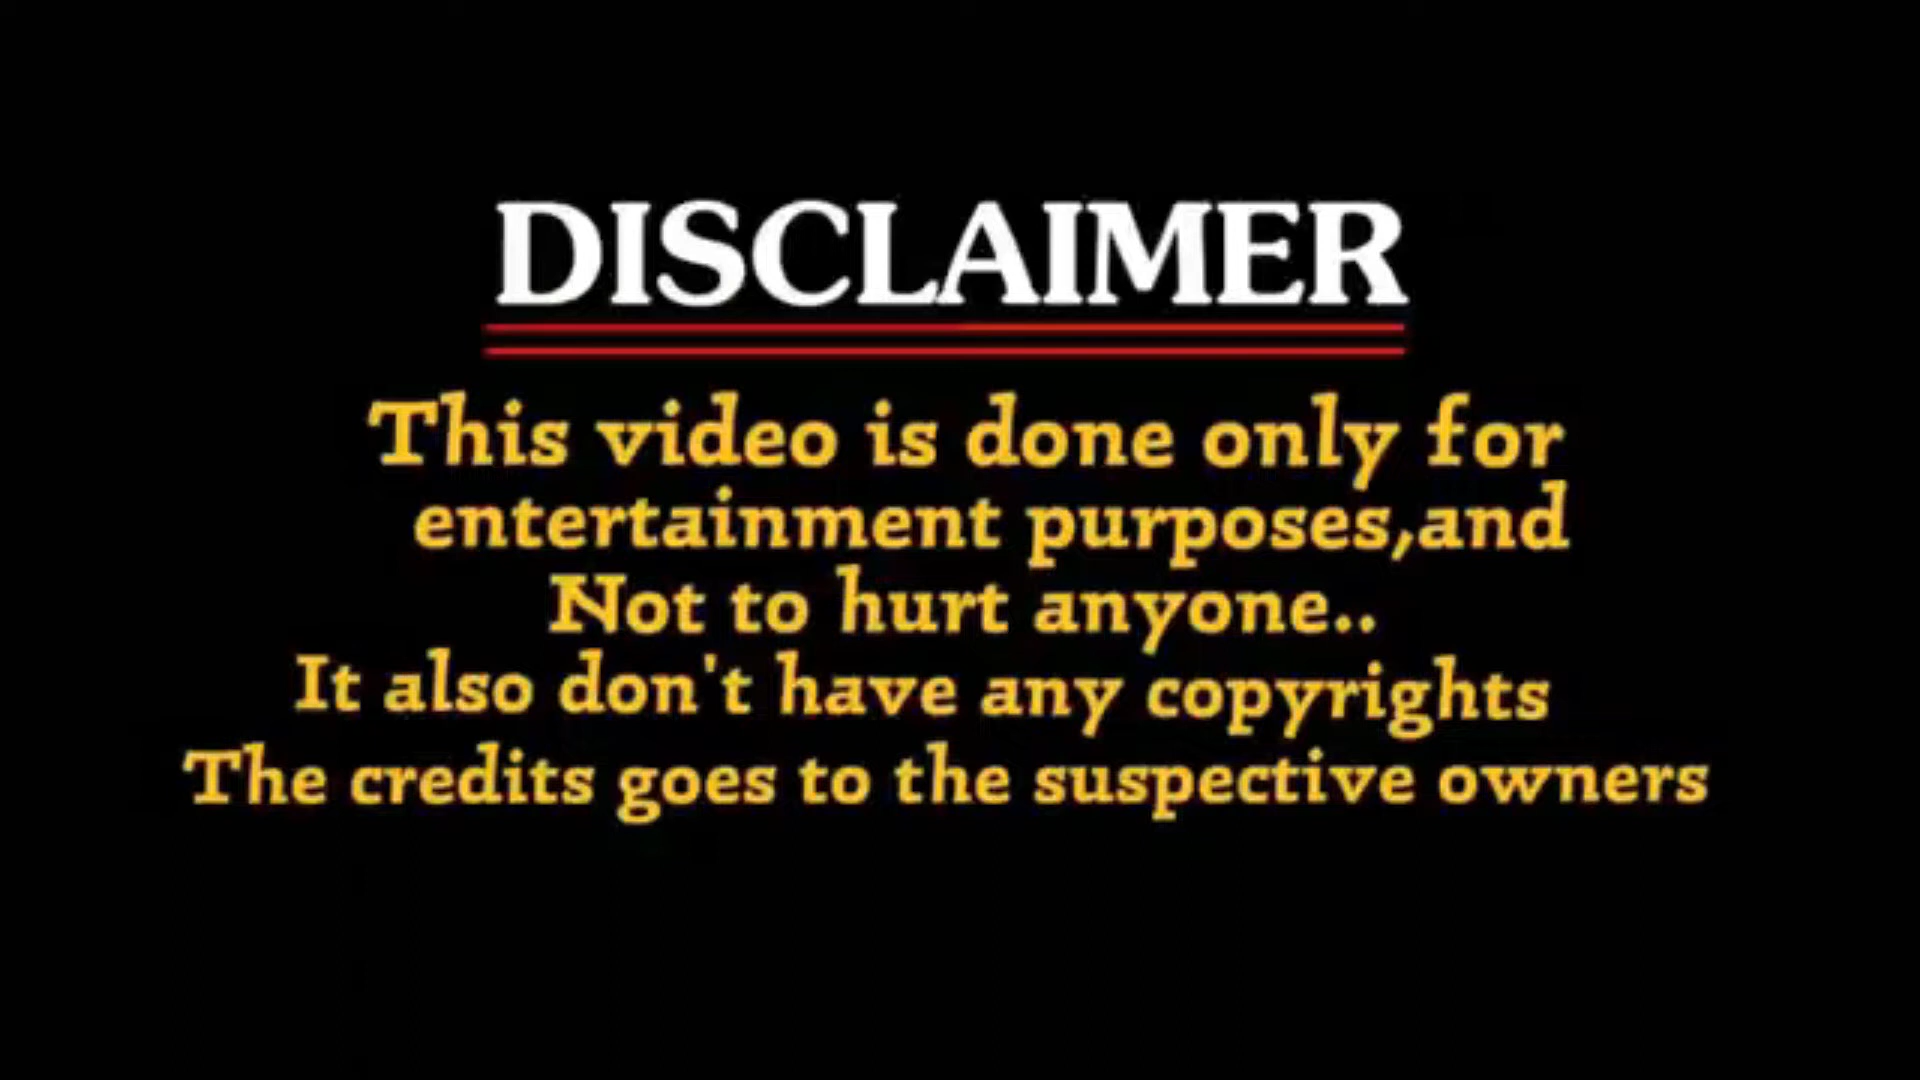 DISCLAIMER
This video is done only for
entertainment purposes,and
Not to hurt anyone..
It also don't have any copyrights
The credits goes to the suspective owners